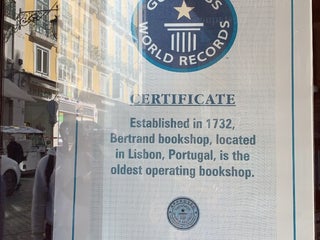 GUINNESS
WORLD RECORDS
CERTIFICATE
Established in 1732,
Bertrand bookshop, located
in Lisbon, Portugal, is the
oldest operating bookshop.